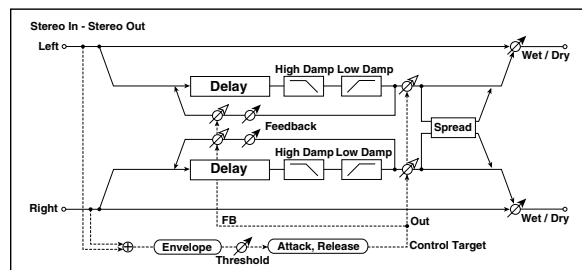 Stereo In - Stereo Out
Left
Wet / Dry
High Damp Low Damp
Delay
Feedback
Spread
High Damp Low Damp
Delay
Right
FB
Out
Wet / Dry
Envelope
Threshold
Attack, Release
Control Target